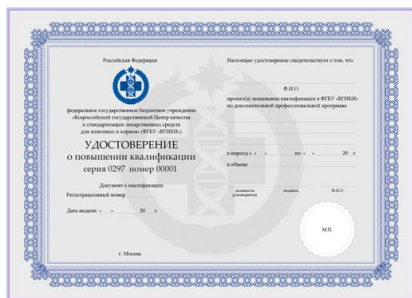 Российская Федерация
федеральное государственное бюджетное учреждение
«Всероссийский государственный Центр качества
и стандартизации лекарственных средств
для животных и кормов» (ФГБУ «ВГНКИ»)
УДОСТОВЕРЕНИЕ
о повышении квалификации
серия 0297 номер 00001
Документ о квалификации
Регистрационный номер
Дата выдачи: « » 20 г.
г. Москва
Настоящее удостоверение свидетельствует о том, что
Ф.И.О.
прошел(а) повышение квалификации в ФГБУ «ВГНКИ»
по дополнительной профессиональной программе
в период с « » по « » 20 г.
в объеме
должность руководителя подпись Ф.И.О.
М.П.